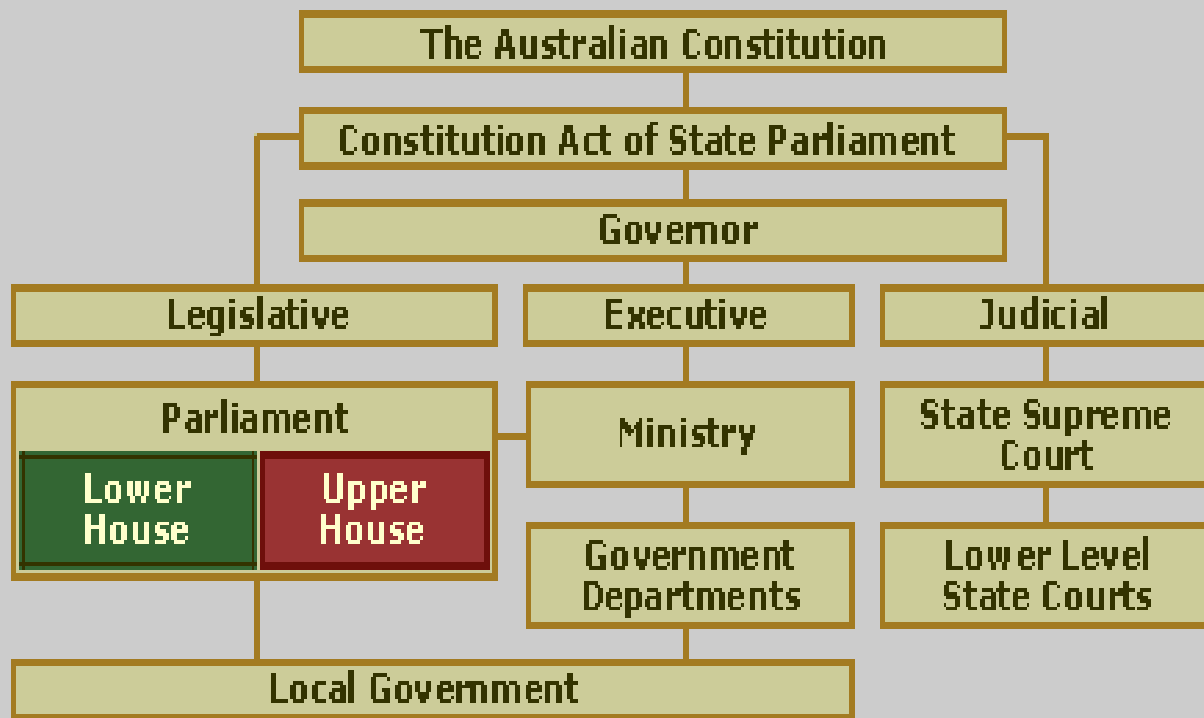 The Australian Constitution
Constitution Act of State Parliament
Governor
Legislative
Executive
Judicial
Parliament
Lower
House
Upper
House
Ministry
State Supreme
Court
Government
Departments
Lower Level
State Courts
Local Government